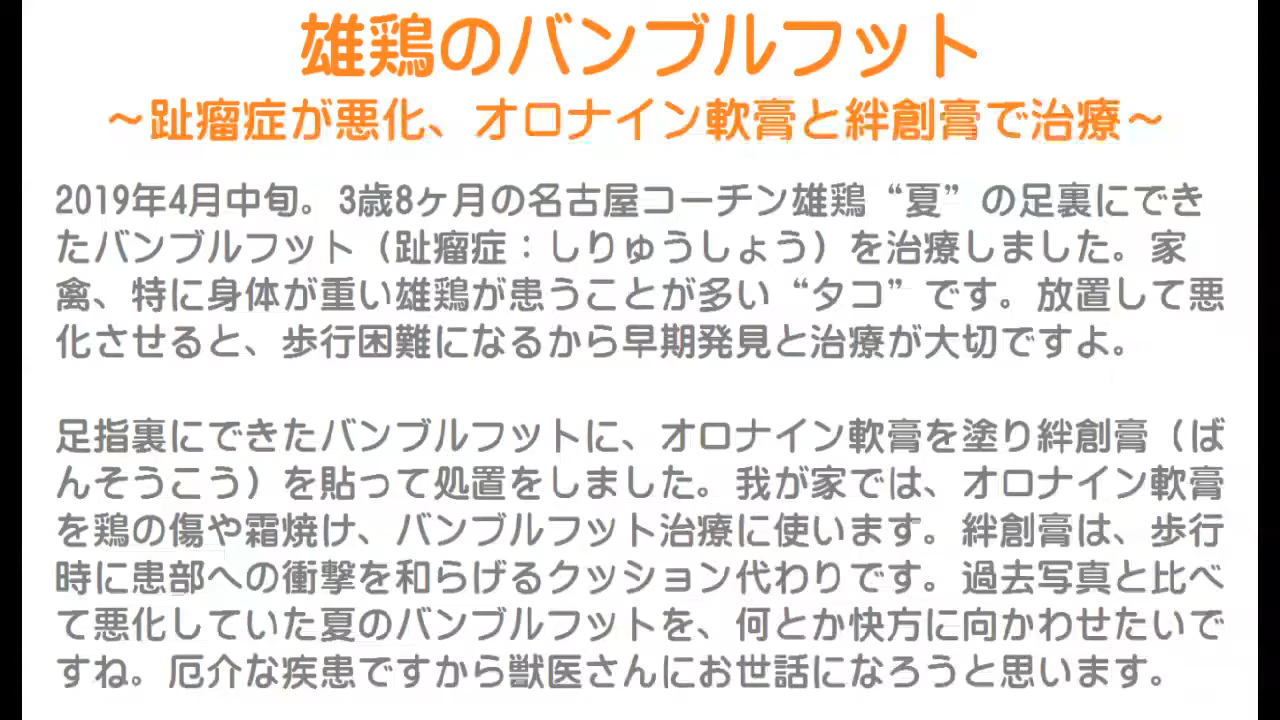 雄鶏のバンブルフット
～趾瘤症が悪化、オロナイン軟膏と絆創膏で治療～
2019年4月中旬。3歳8ヶ月の名古屋コーチン雄鶏“夏”の足裏にでき
たバンブルフット（趾瘤症：しりゅうしょう）を治療しました。家
禽、特に身体が重い雄鶏が患うことが多い“タコ”です。放置して悪
化させると、歩行困難になるから早期発見と治療が大切ですよ。
足指裏にできたバンブルフットに、オロナイン軟膏を塗り絆創膏（ば
んそうこう）を貼って処置をしました。我が家では、オロナイン軟膏
を鶏の傷や霜焼け、バンブルフット治療に使います。絆創膏は、歩行
時に患部への衝撃を和らげるクッション代わりです。過去写真と比べ
て悪化していた夏のバンブルフットを、何とか快方に向かわせたいで
すね。厄介な疾患ですから獣医さんにお世話になろうと思います。